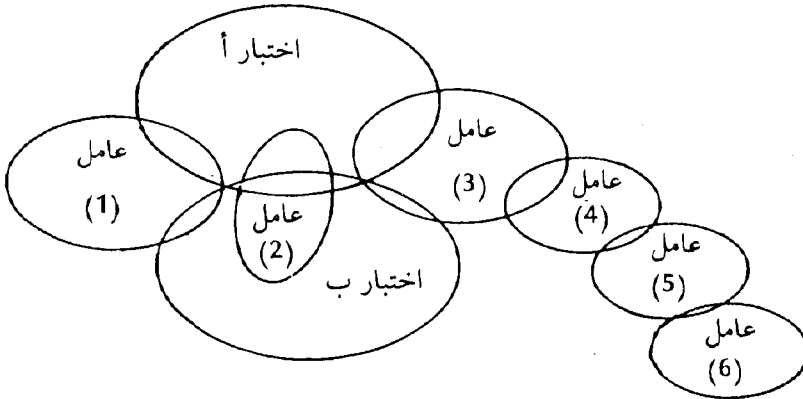 اختبار أ
عامل
(1)
عامل
(2)
عامل
(3)
عامل
(4)
عامل
(5)
عامل
(6)
اختبار ب